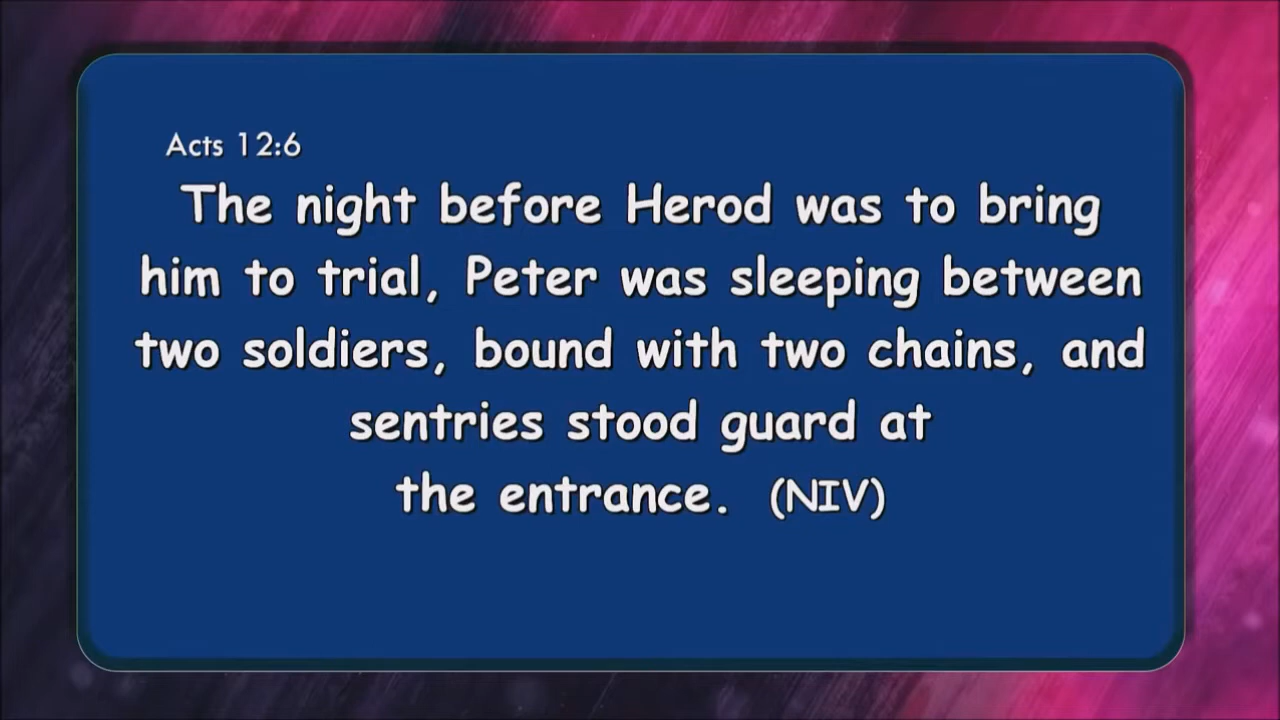 Acts 12:6
The night before Herod was to bring
him to trial, Peter was sleeping between
two soldiers, bound with two chains, and
sentries stood guard at
the entrance. (NIV)